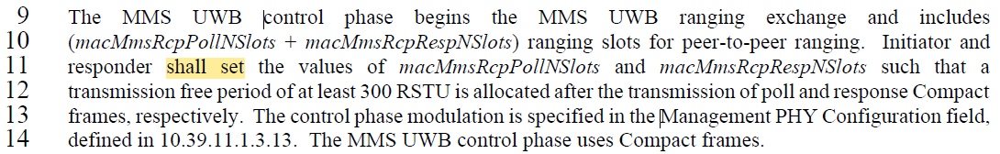 9 The MMS UWB control phase begins the MMS UWB ranging exchange and includes
10 (macMmsRcpPollNSlots + macMmsRcpRespNSlots) ranging slots for peer-to-peer ranging. Initiator and
11 responder shall set the values of macMmsRcpPollNSlots and macMmsRcpRespNSlots such that a
12 transmission free period of at least 300 RSTU is allocated after the transmission of poll and response Compact
13 frames, respectively. The control phase modulation is specified in the Management PHY Configuration field,
14 defined in 10.39.11.1.3.13. The MMS UWB control phase uses Compact frames.